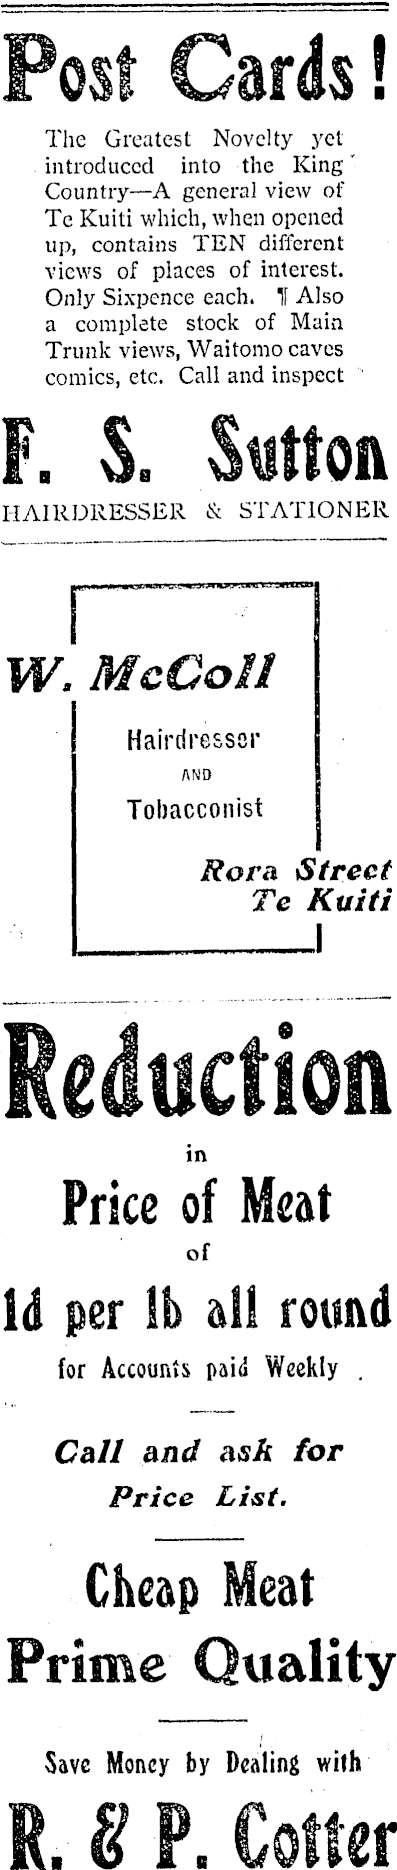 Post Cards!
The Greatest Novelty yet
introduced into the King
Country—A general view of
Te Kuiti which, when opened
up, contains TEN different
views of places of interest.
Only Sixpence each. ¶ Also
a complete stock of Main
Trunk views, Waitomo caves
comics, etc. Call and inspect
F. S. Sutton
HAIRDRESSER & STATIONER
W. McColl
Hairdresser
AND
Tobacconist
Rora Street
Te Kuiti
Reduction
in
Price of Meat
of
1d per lb all round
for Accounts paid Weekly.
Call and ask for
Price List.
Cheap Meat
Prime Quality
Save Money by Dealing with
R. & P. Cotter